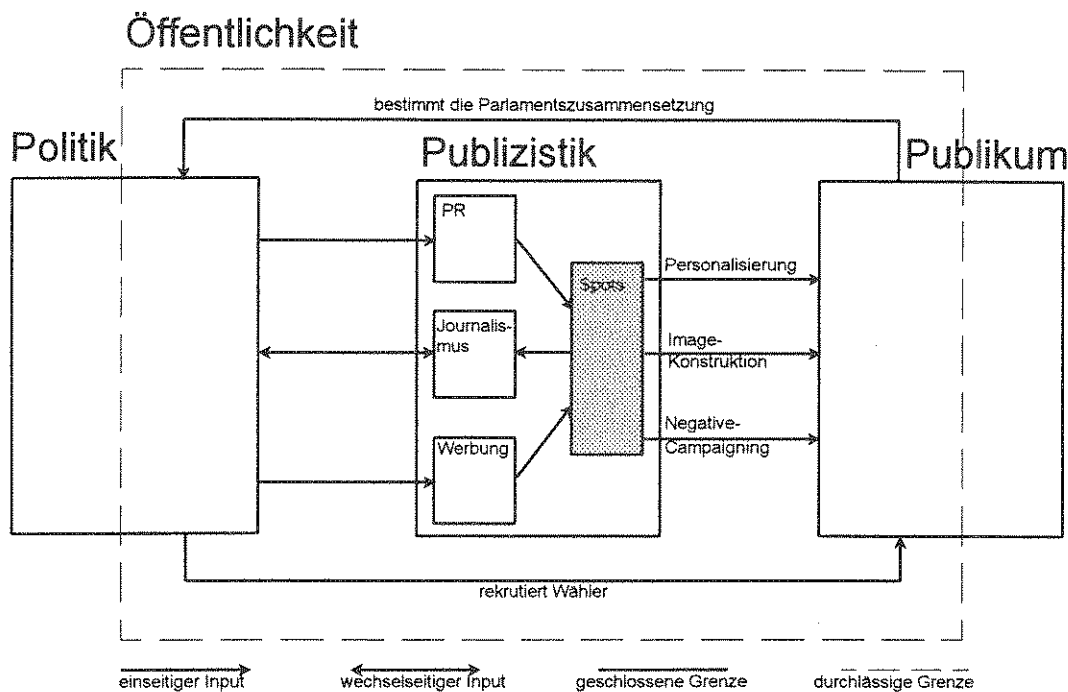 Öffentlichkeit
bestimmt die Parlamentszusammensetzung
Politik
Publizistik
Publikum
PR
Spots
Personalisierung
Journalis-
mus
Image-
Konstruktion
Werbung
Negative-
Campaigning
rekrutiert Wähler
einseitiger Input
wechselseitiger Input
geschlossene Grenze
durchlässige Grenze